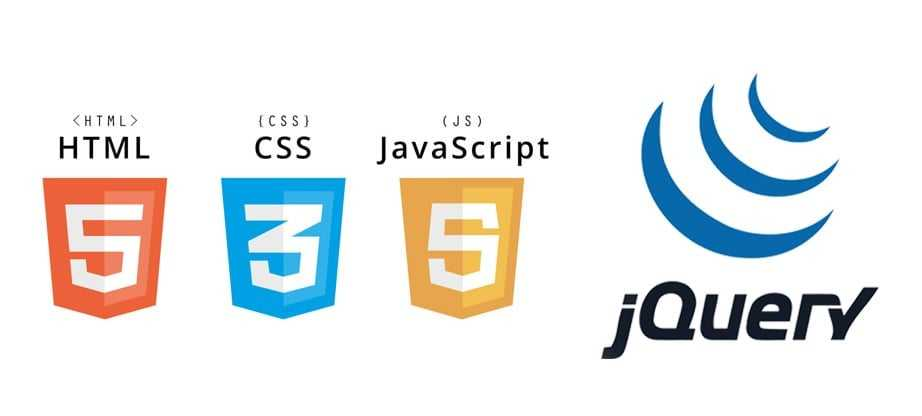 <HTML>
HTML
5
{CSS}
CSS
3
(JS)
JavaScript
5
jQuery